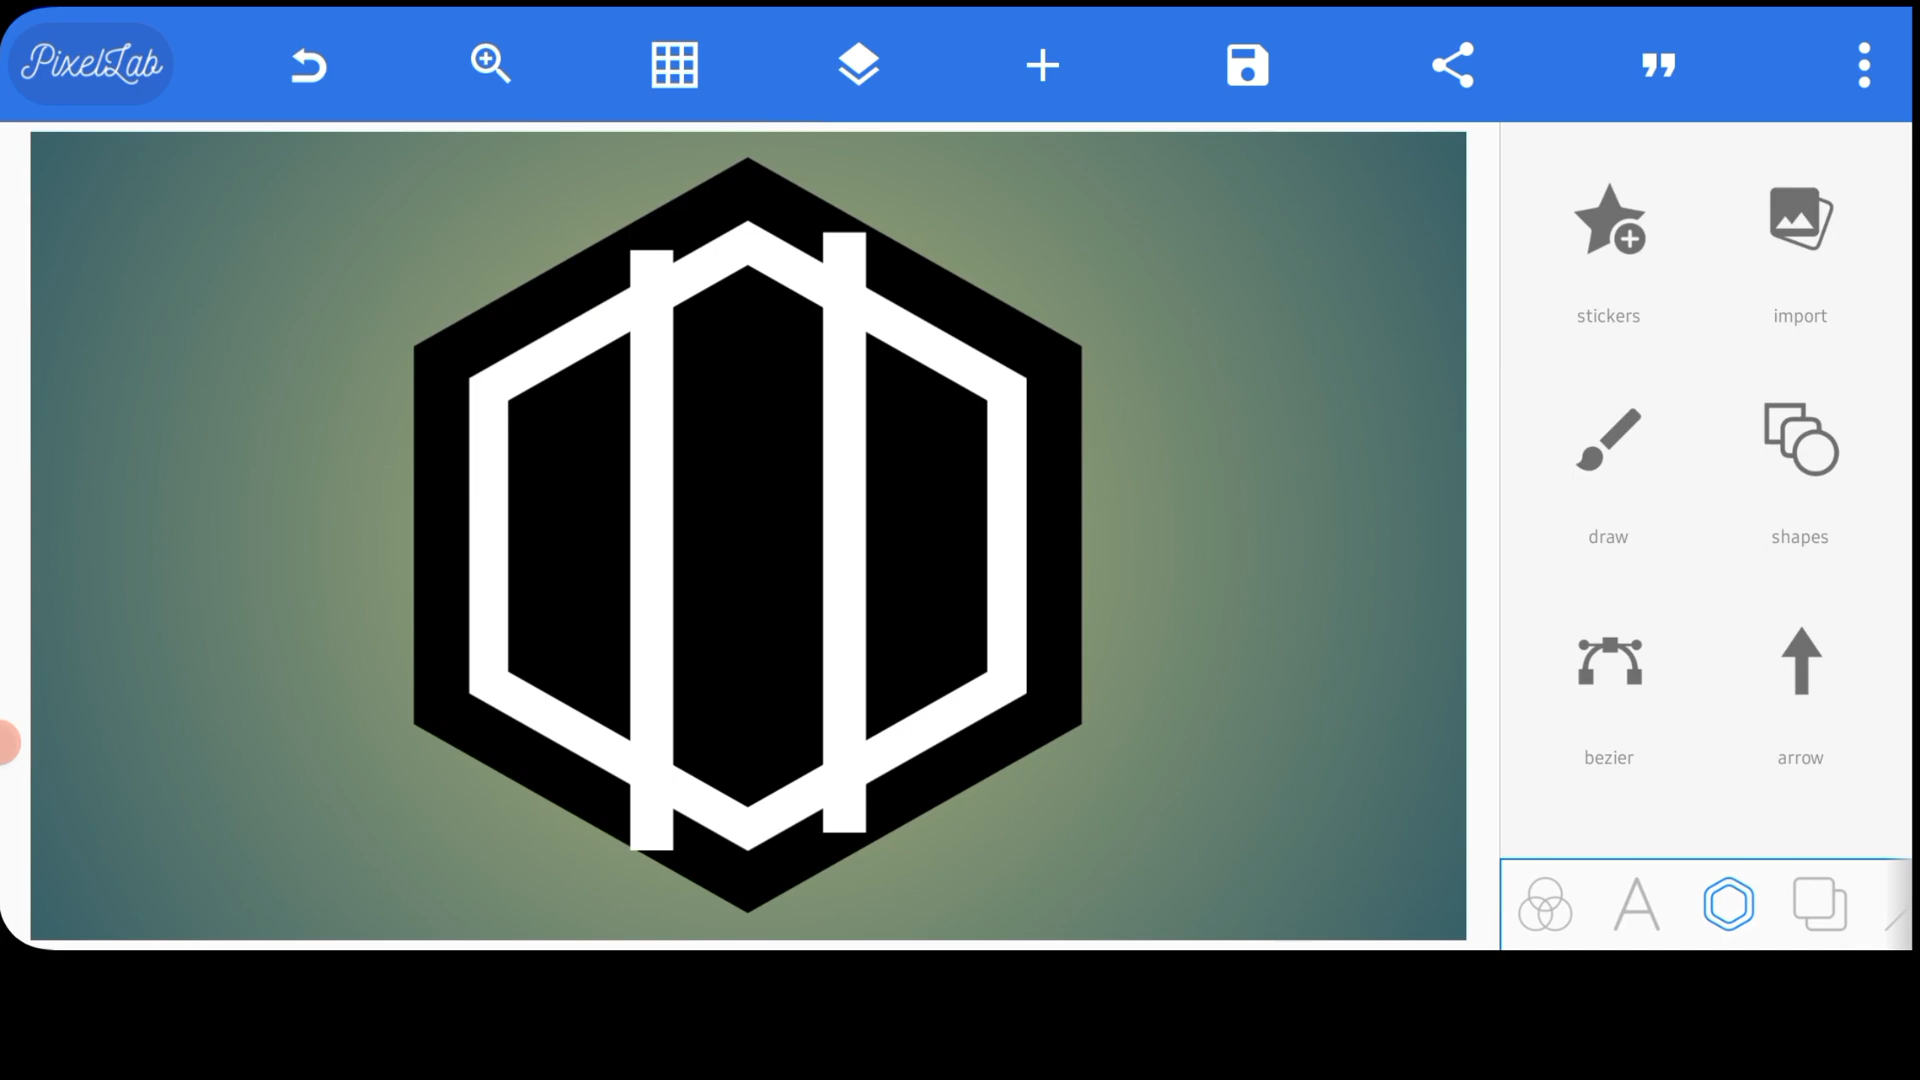 PixelLab
stickers
import
draw
shapes
bezier
arrow